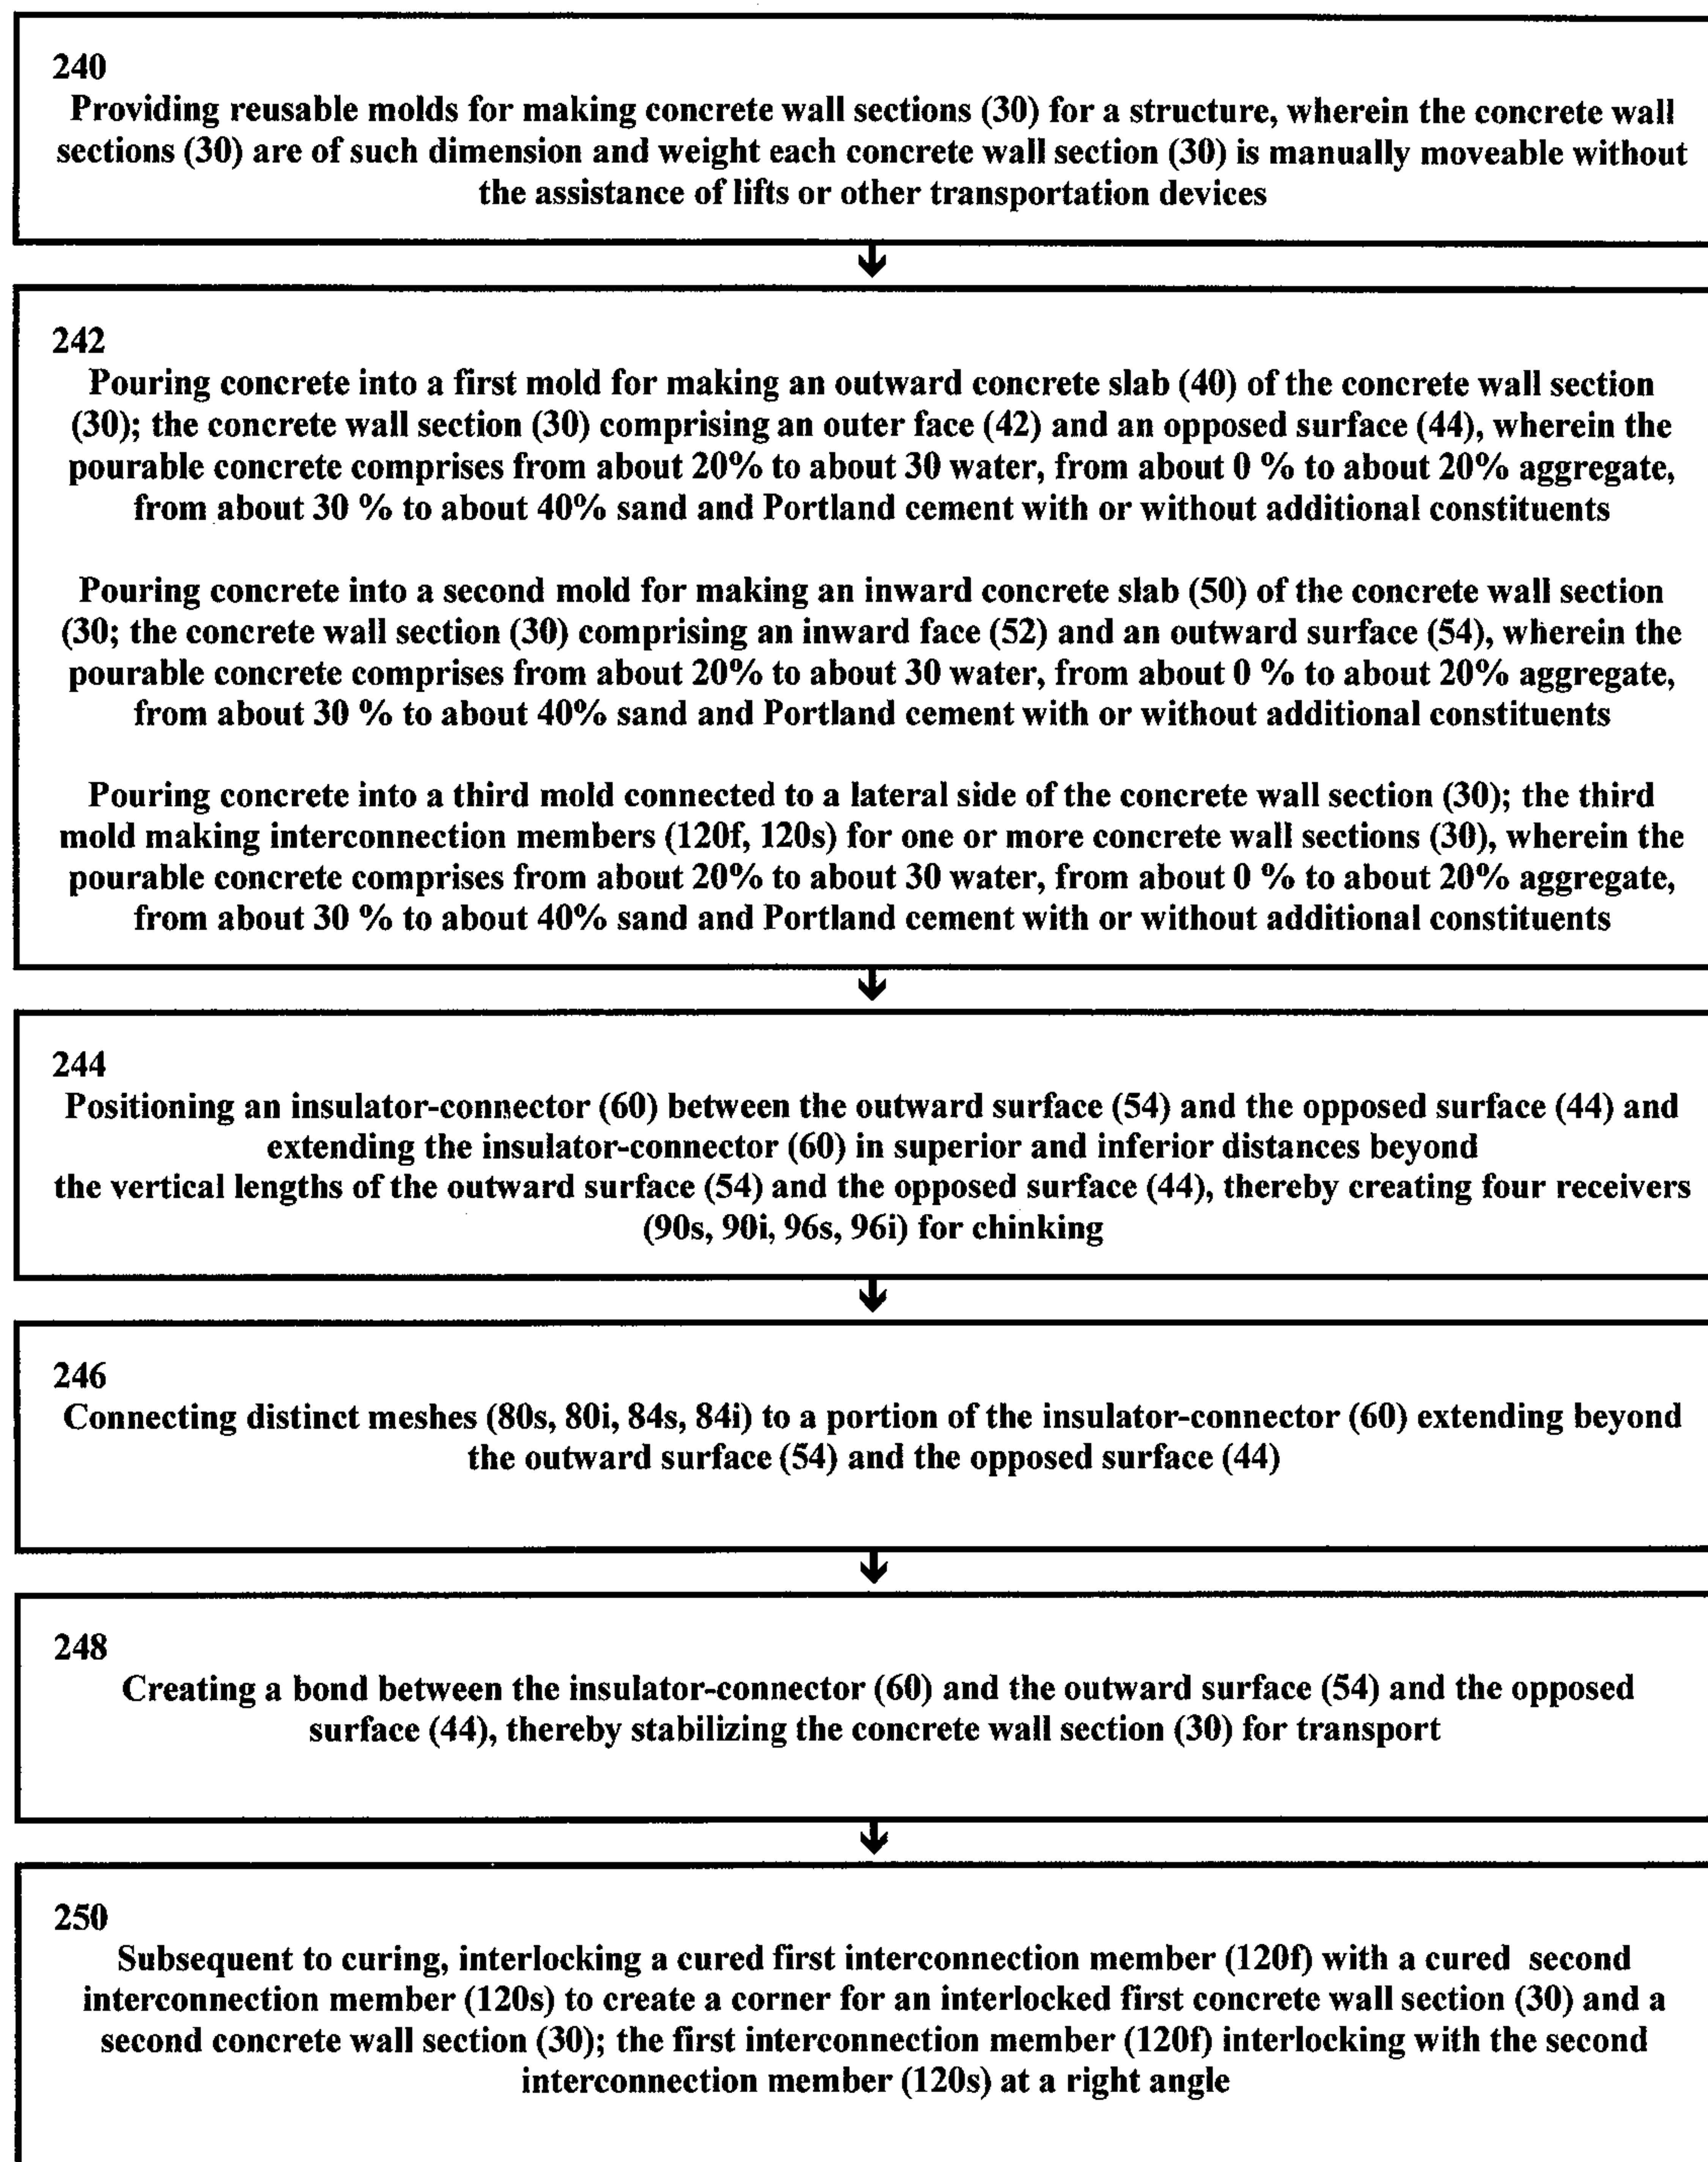 240
Providing reusable molds for making concrete wall sections (30) for a structure, wherein the concrete wall
sections (30) are of such dimension and weight each concrete wall section (30) is manually moveable without
the assistance of lifts or other transportation devices
242
Pouring concrete into a first mold for making an outward concrete slab (40) of the concrete wall section
(30); the concrete wall section (30) comprising an outer face (42) and an opposed surface (44), wherein the
pourable concrete comprises from about 20% to about 30 water, from about 0 % to about 20% aggregate,
from about 30 % to about 40% sand and Portland cement with or without additional constituents
Pouring concrete into a second mold for making an inward concrete slab (50) of the concrete wall section
(30; the concrete wall section (30) comprising an inward face (52) and an outward surface (54), wherein the
pourable concrete comprises from about 20% to about 30 water, from about 0 % to about 20% aggregate,
from about 30 % to about 40% sand and Portland cement with or without additional constituents
Pouring concrete into a third mold connected to a lateral side of the concrete wall section (30); the third
mold making interconnection members (120f, 120s) for one or more concrete wall sections (30), wherein the
pourable concrete comprises from about 20% to about 30 water, from about 0 % to about 20% aggregate,
from about 30 % to about 40% sand and Portland cement with or without additional constituents
244
Positioning an insulator-connector (60) between the outward surface (54) and the opposed surface (44) and
extending the insulator-connector (60) in superior and inferior distances beyond
the vertical lengths of the outward surface (54) and the opposed surface (44), thereby creating four receivers
(90s, 90i, 96s, 96i) for chinking
246
Connecting distinct meshes (80s, 80i, 84s, 84i) to a portion of the insulator-connector (60) extending beyond
the outward surface (54) and the opposed surface (44)
248
Creating a bond between the insulator-connector (60) and the outward surface (54) and the opposed
surface (44), thereby stabilizing the concrete wall section (30) for transport
250
Subsequent to curing, interlocking a cured first interconnection member (120f) with a cured second
interconnection member (120s) to create a corner for an interlocked first concrete wall section (30) and a
second concrete wall section (30); the first interconnection member (120f) interlocking with the second
interconnection member (120s) at a right angle